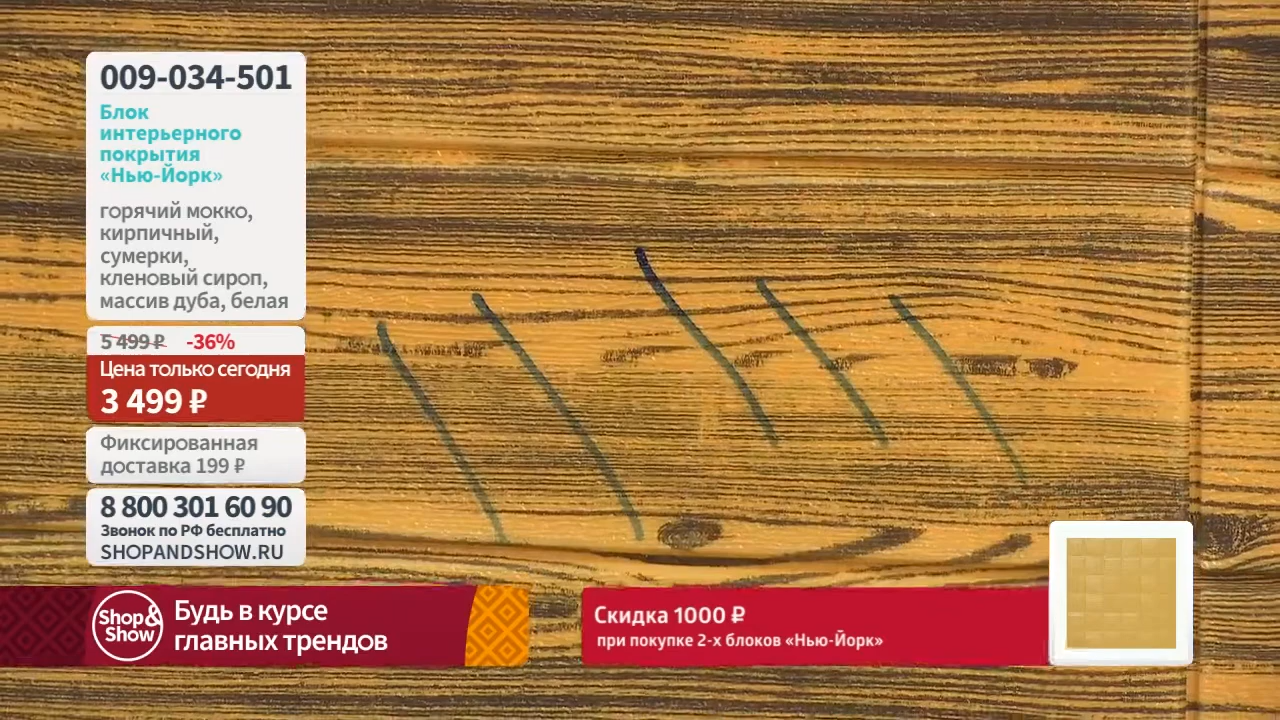 009-034-501
Блок
интерьерного
покрытия
«Нью-Йорк»
горячий мокко,
кирпичный,
сумерки,
кленовый сироп,
массив дуба, белая
5 499 ₽ -36%
Цена только сегодня
3 499 ₽
Фиксированная
доставка 199 ₽
8 800 301 60 90
Звонок по РФ бесплатно
SHOPANDSHOW.RU
Shop&
Show
Будь в курсе
главных трендов
Скидка 1000 ₽
при покупке 2-х блоков «Нью-Йорк»